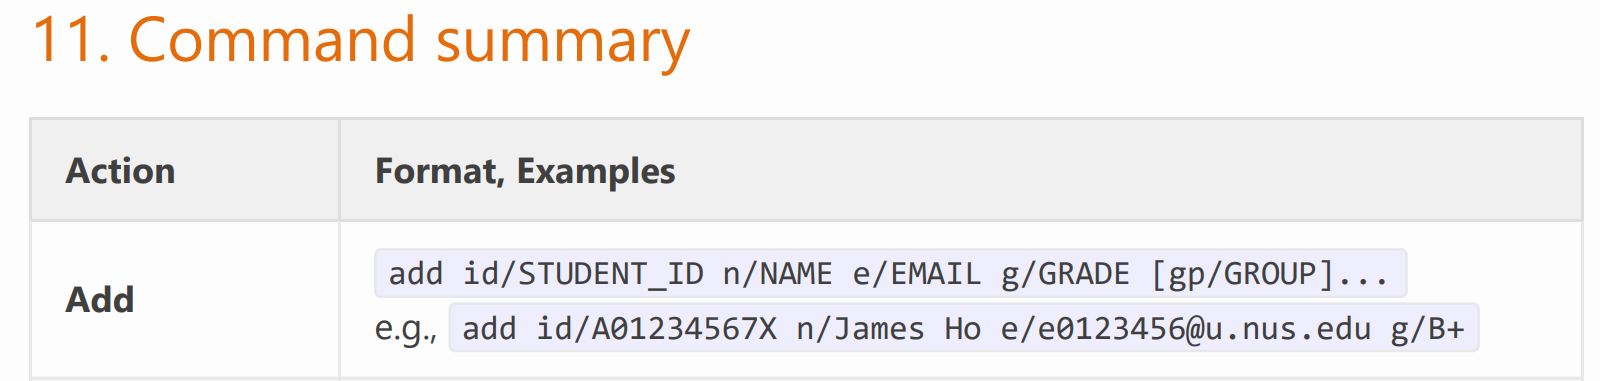 11. Command summary
Action
Format, Examples
Add
add id/STUDENT_ID n/NAME e/EMAIL g/GRADE [gp/GROUP]...
e.g., add id/A01234567X n/James Ho e/e0123456@u.nus.edu g/B+